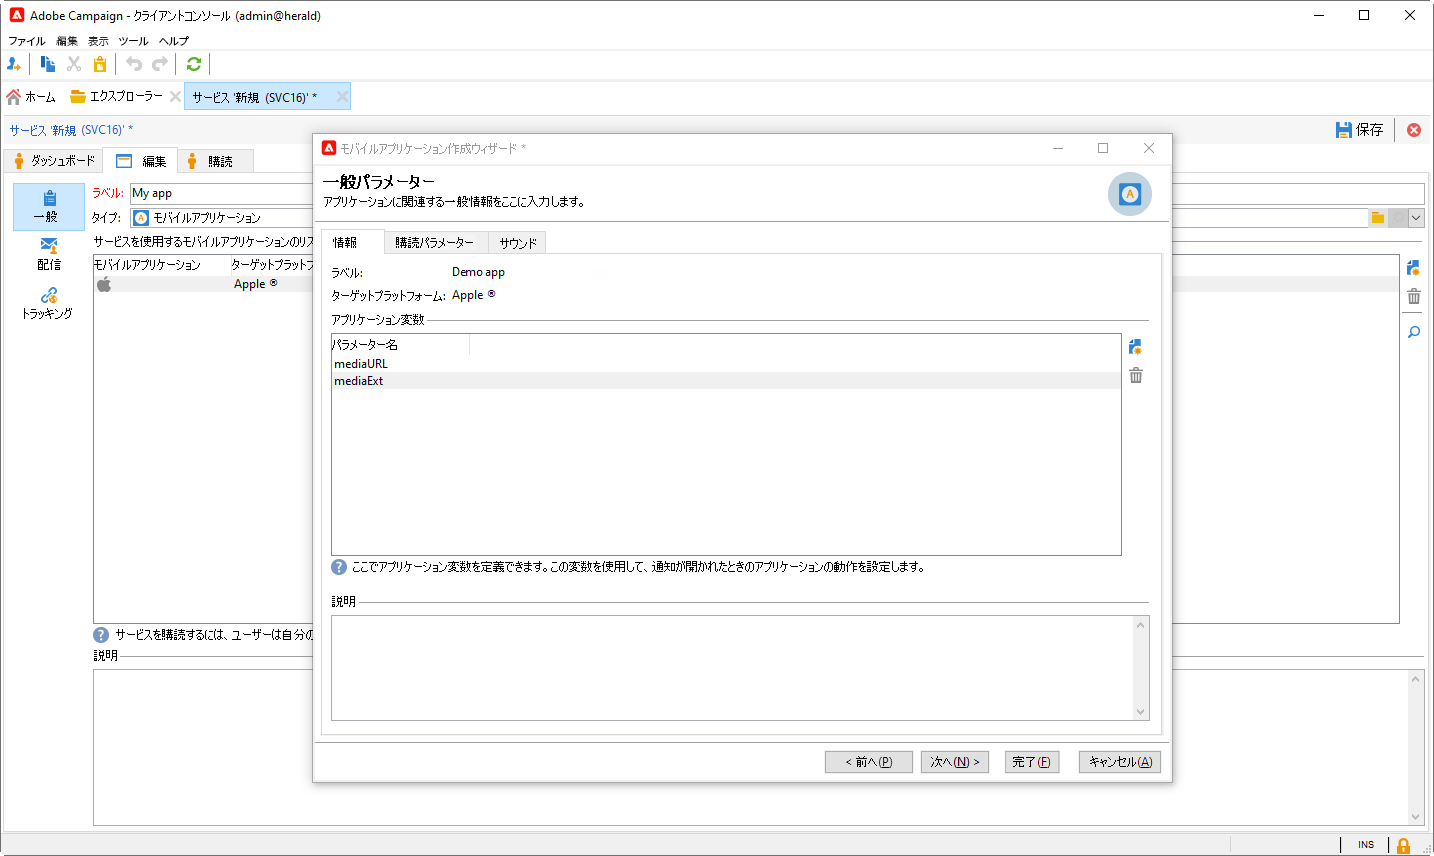 Adobe Campaign - クライアントコンソール (admin@herald)
ファイル 編集 表示 ツール ヘルプ
ホーム エクスプローラー サービス '新規 (SVC16)' *
サービス '新規 (SVC16)' *
保存
ダッシュボード 編集 購読
一般
配信
トラッキング
ラベル: My app
タイプ: モバイルアプリケーション
サービスを使用するモバイルアプリケーションのリス
モバイルアプリケーション ターゲットプラットフ
Apple ®
サービスを購読するには、ユーザーは自分の
説明
モバイルアプリケーション作成ウィザード *
一般パラメーター
アプリケーションに関連する一般情報をここに入力します。
情報 購読パラメーター サウンド
ラベル: Demo app
ターゲットプラットフォーム: Apple ®
アプリケーション変数
パラメーター名
mediaURL
mediaExt
ここでアプリケーション変数を定義できます。この変数を使用して、通知が開かれたときのアプリケーションの動作を設定します。
説明
< 前へ(P) 次へ(N) > 完了(F) キャンセル(A)
INS